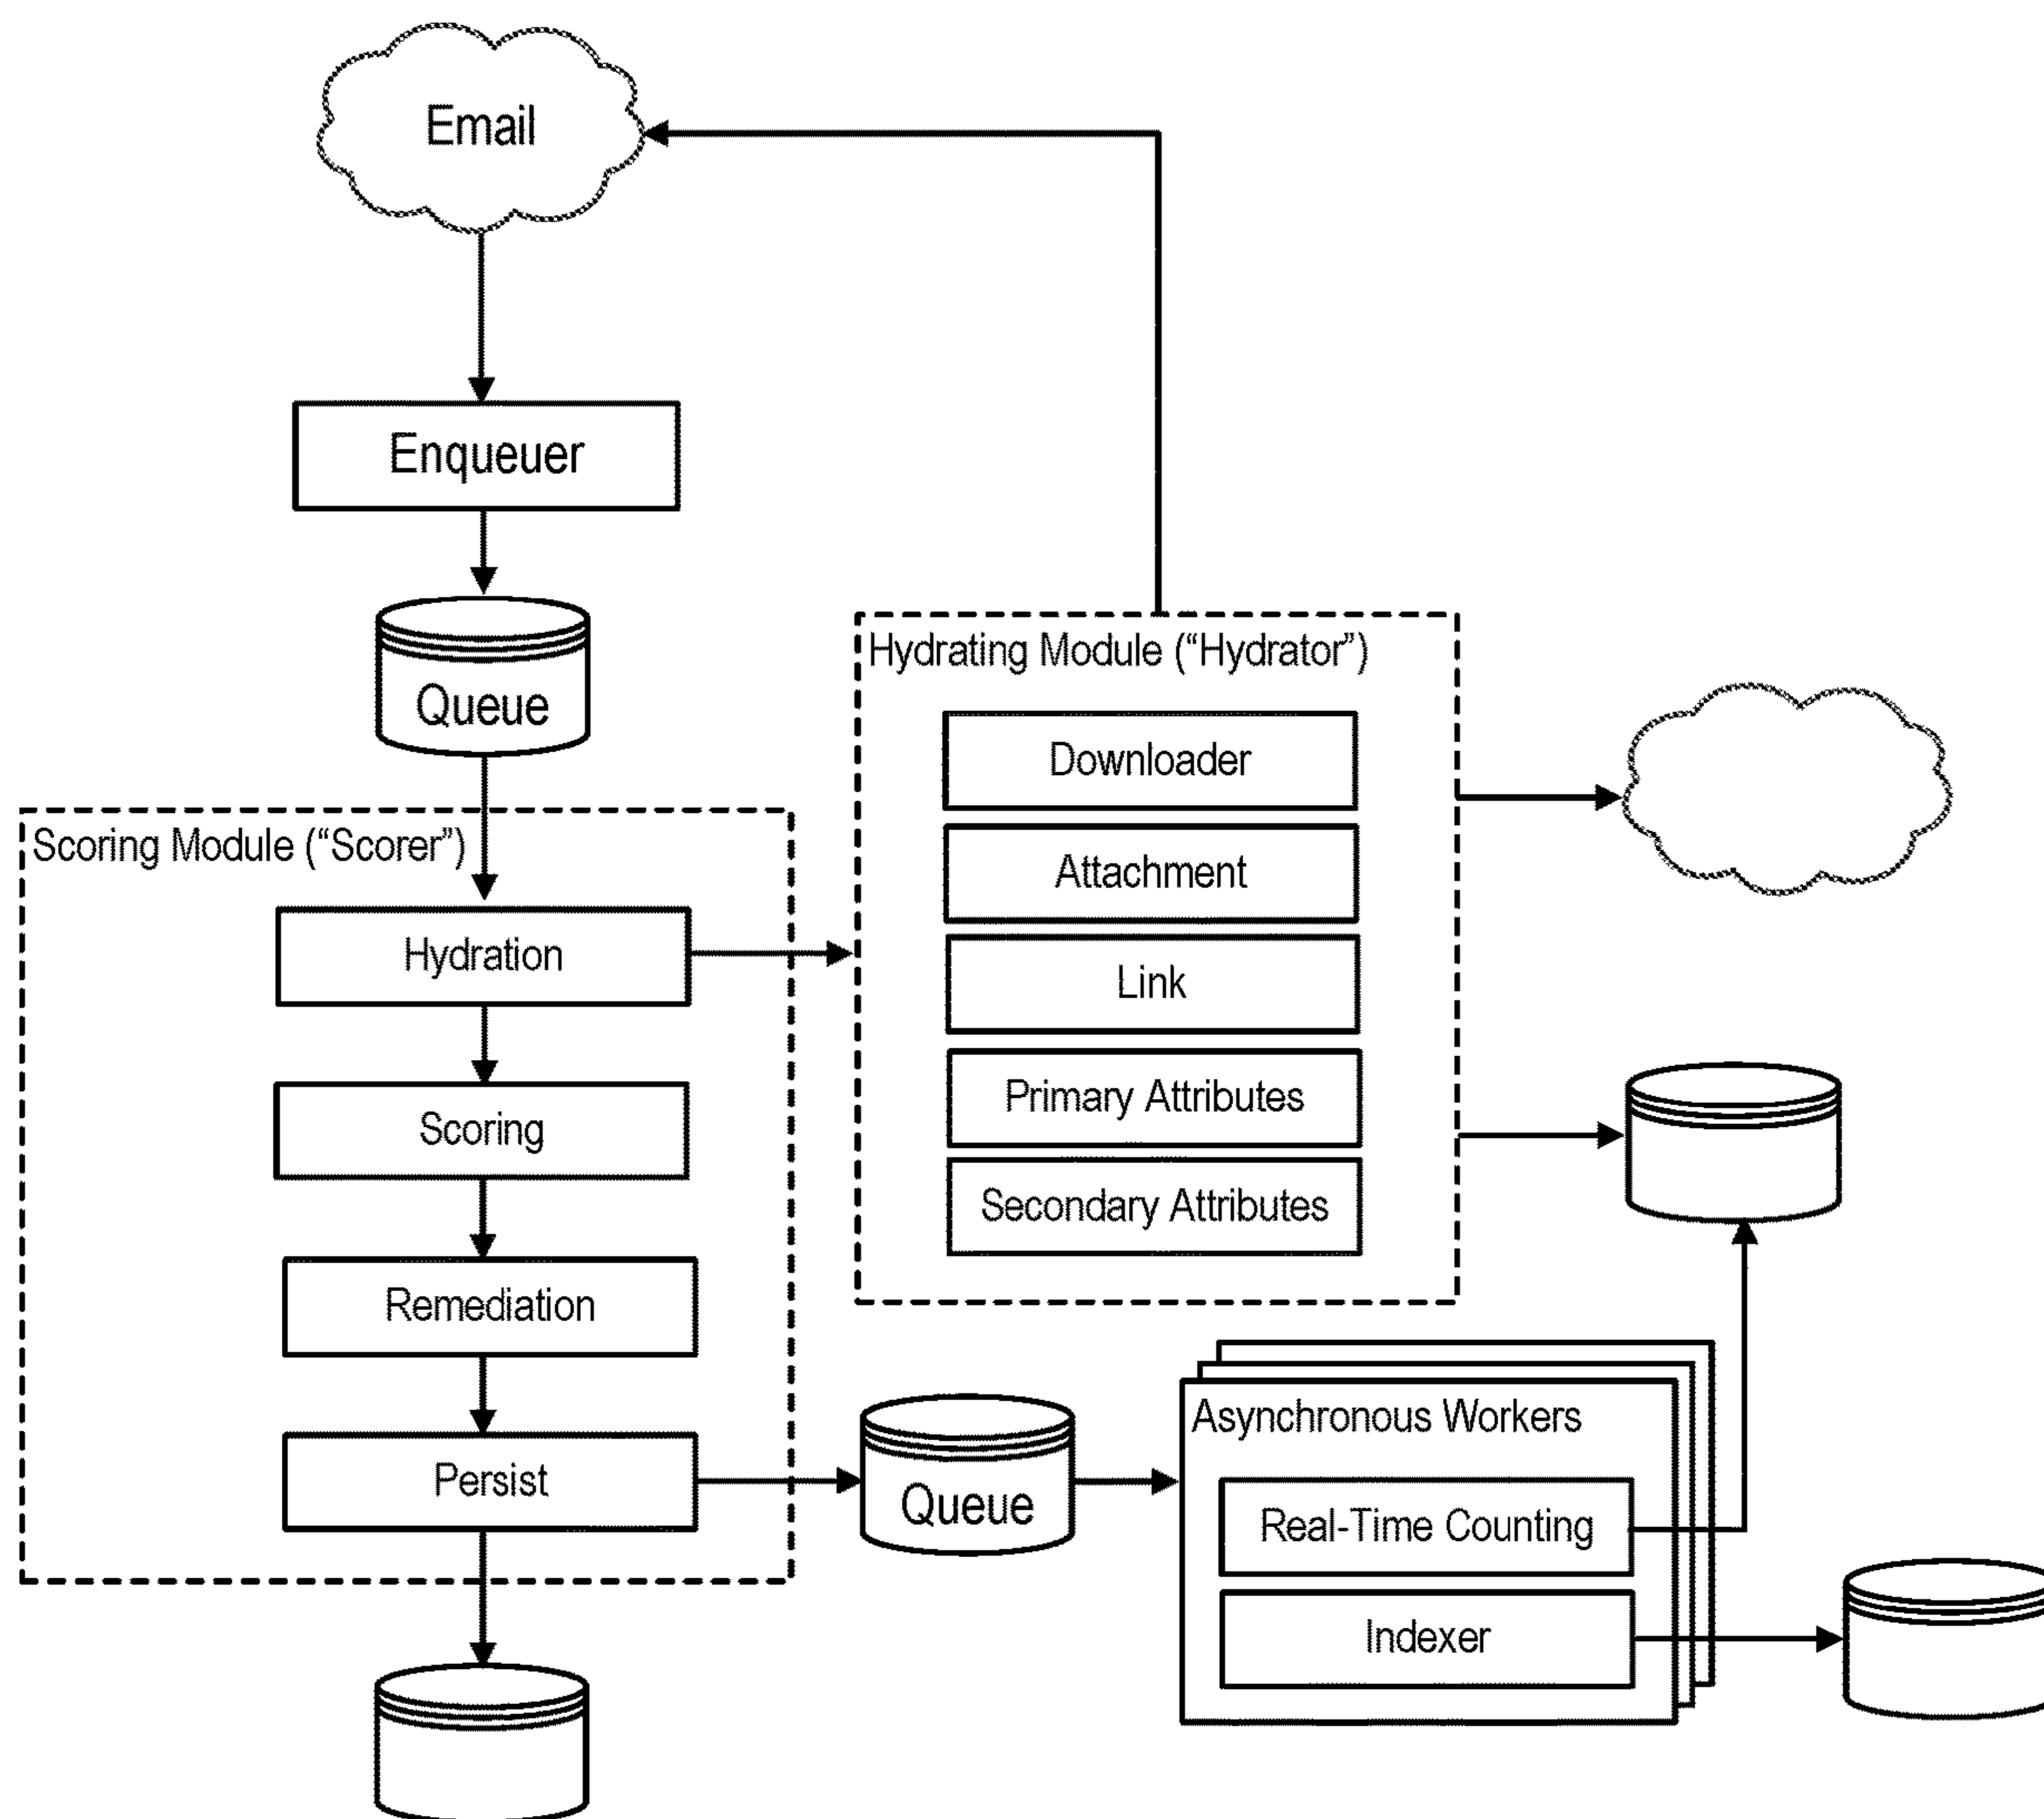 Email
Enqueuer
Queue
Scoring Module (“Scorer”)
Hydration
Scoring
Remediation
Persist
Hydrating Module (“Hydrator”)
Downloader
Attachment
Link
Primary Attributes
Secondary Attributes
Queue
Asynchronous Workers
Real-Time Counting
Indexer